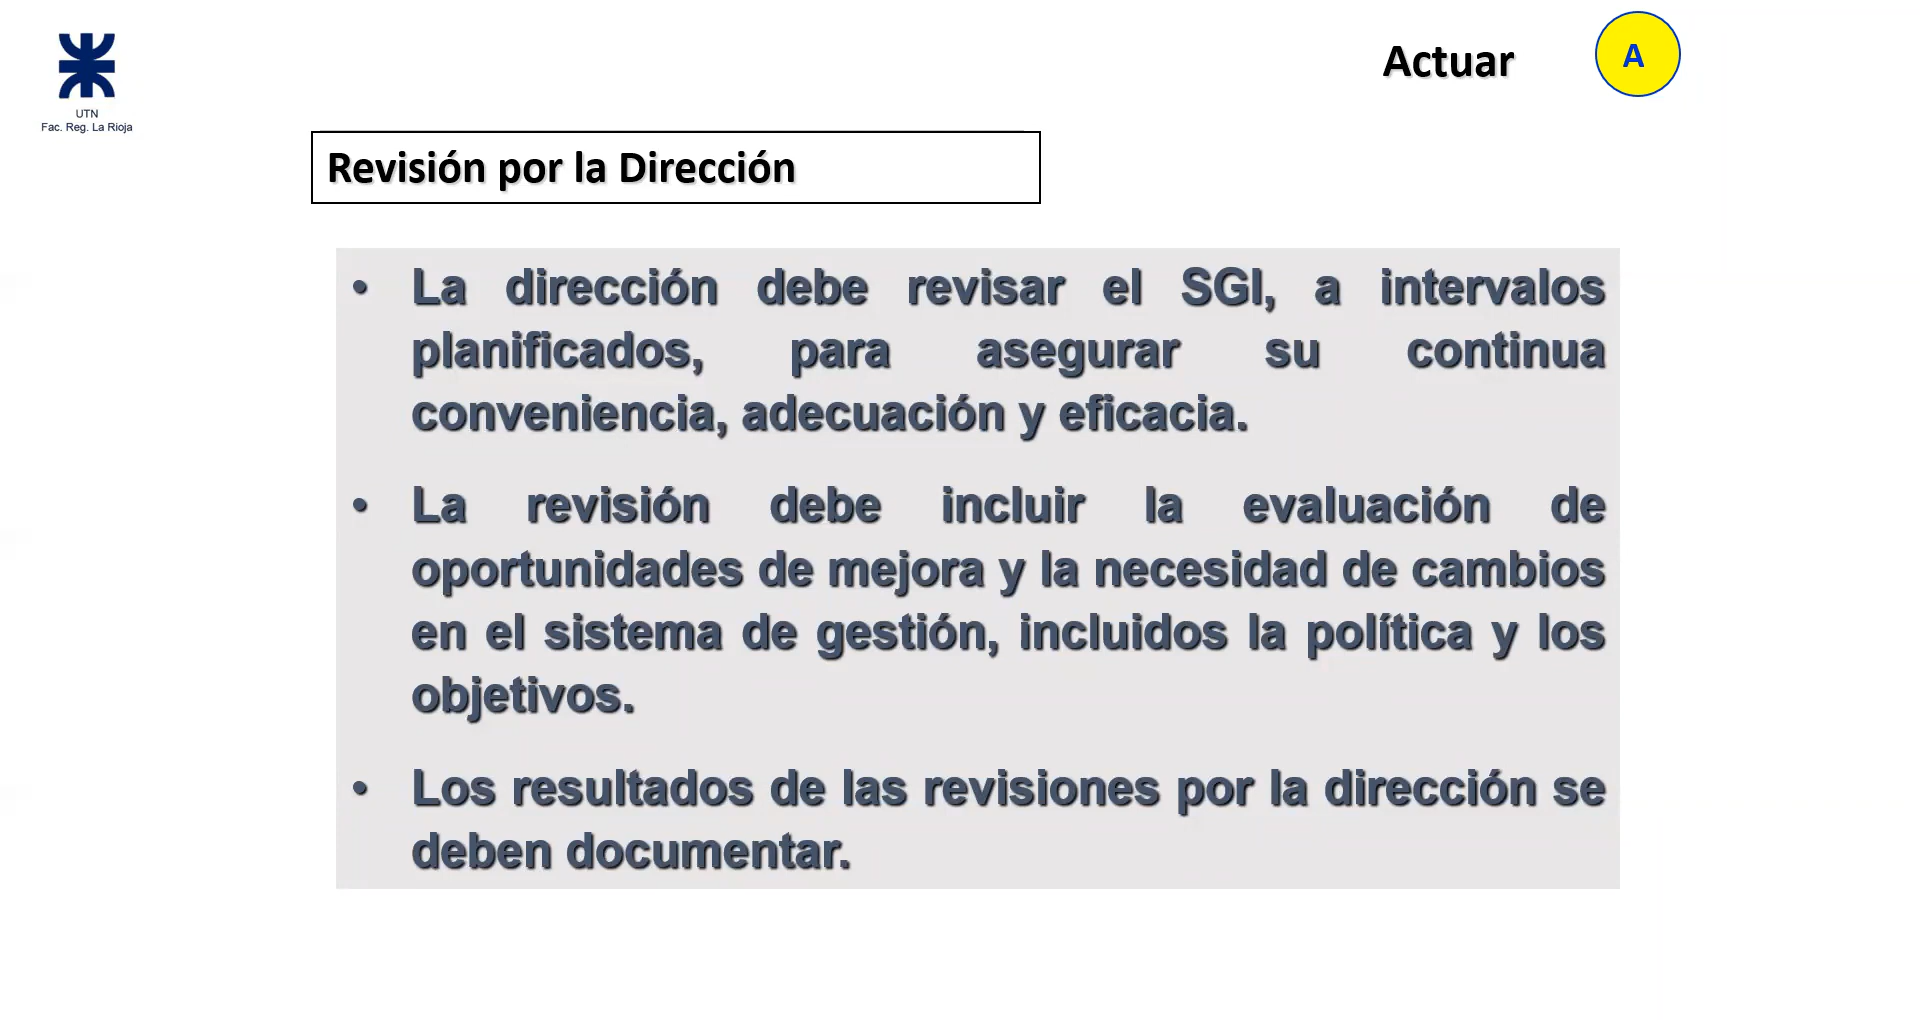 Actuar
A
UTN
Fac. Reg. La Rioja
Revisión por la Dirección
• La dirección debe revisar el SGI, a intervalos
planificados, para asegurar su continua
conveniencia, adecuación y eficacia.
• La revisión debe incluir la evaluación de
oportunidades de mejora y la necesidad de cambios
en el sistema de gestión, incluidos la política y los
objetivos.
• Los resultados de las revisiones por la dirección se
deben documentar.